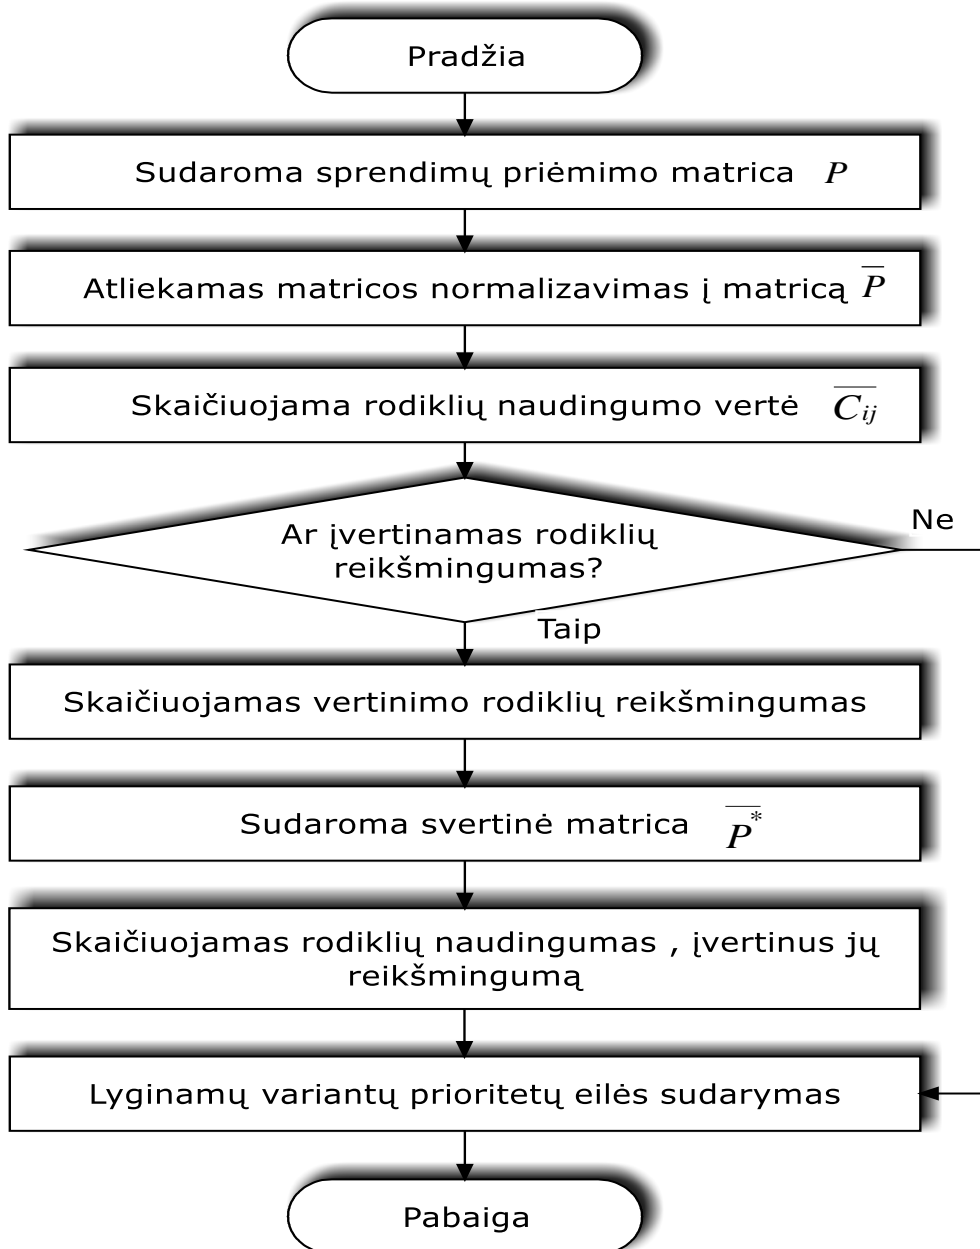 Pradžia
Sudaroma sprendimų priėmimo matrica P
Atliekamas matricos normalizavimas į matricą P̅
Skaičiuojama rodiklių naudingumo vertė C̅ij
Ar įvertinamas rodiklių
reikšmingumas?
Ne
Taip
Skaičiuojamas vertinimo rodiklių reikšmingumas
Sudaroma svertinė matrica P̅*
Skaičiuojamas rodiklių naudingumas , įvertinus jų
reikšmingumą
Lyginamų variantų prioritetų eilės sudarymas
Pabaiga